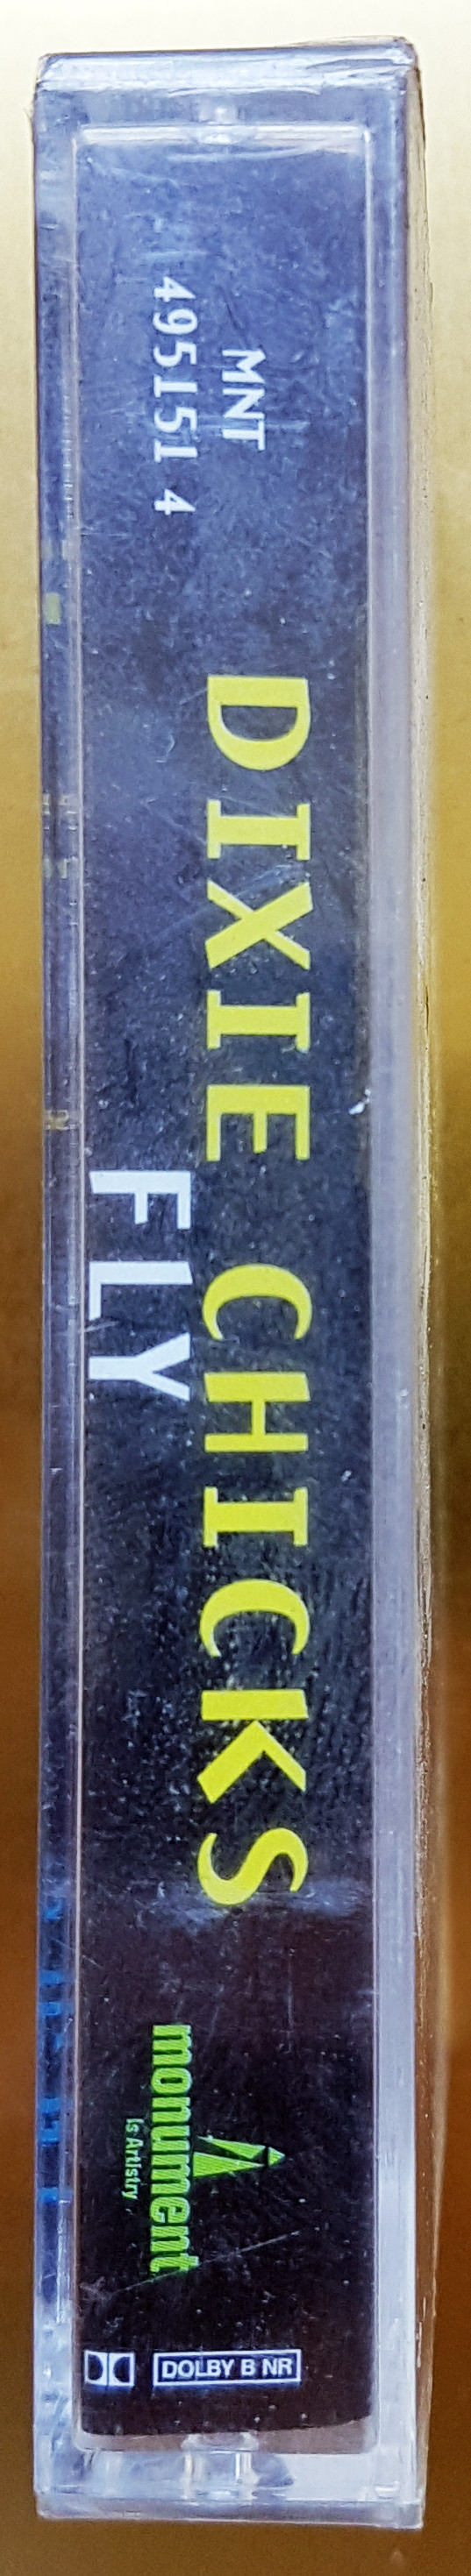 MNT
495151 4
DIXIE CHICKS
FLY
monument
is Artistry
DOLBY B NR